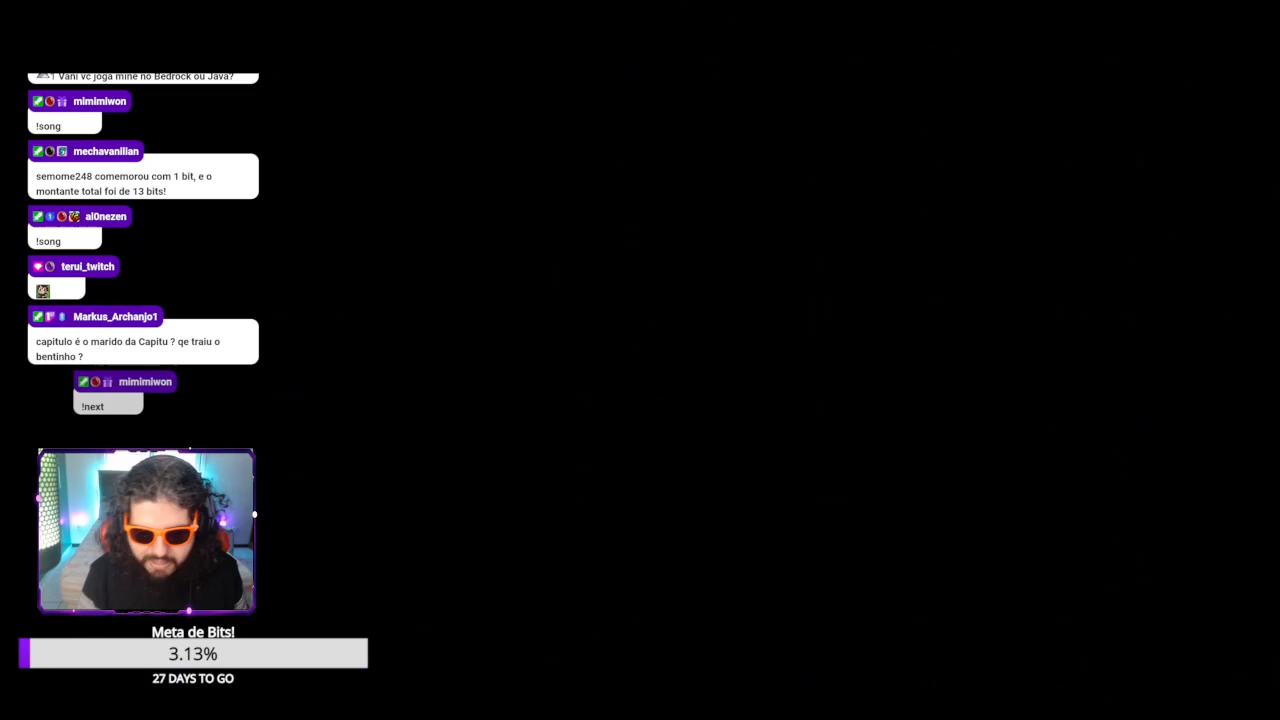 Vani vc joga mine no Bedrock ou Java?
mimimiwon
!song
mechavanilian
semome248 comemorou com 1 bit, e o
montante total foi de 13 bits!
al0nezen
!song
terui_twitch
Markus_Archanjo1
capitulo é o marido da Capitu ? qe traiu o
bentinho ?
mimimiwon
!next
Meta de Bits!
3.13%
27 DAYS TO GO